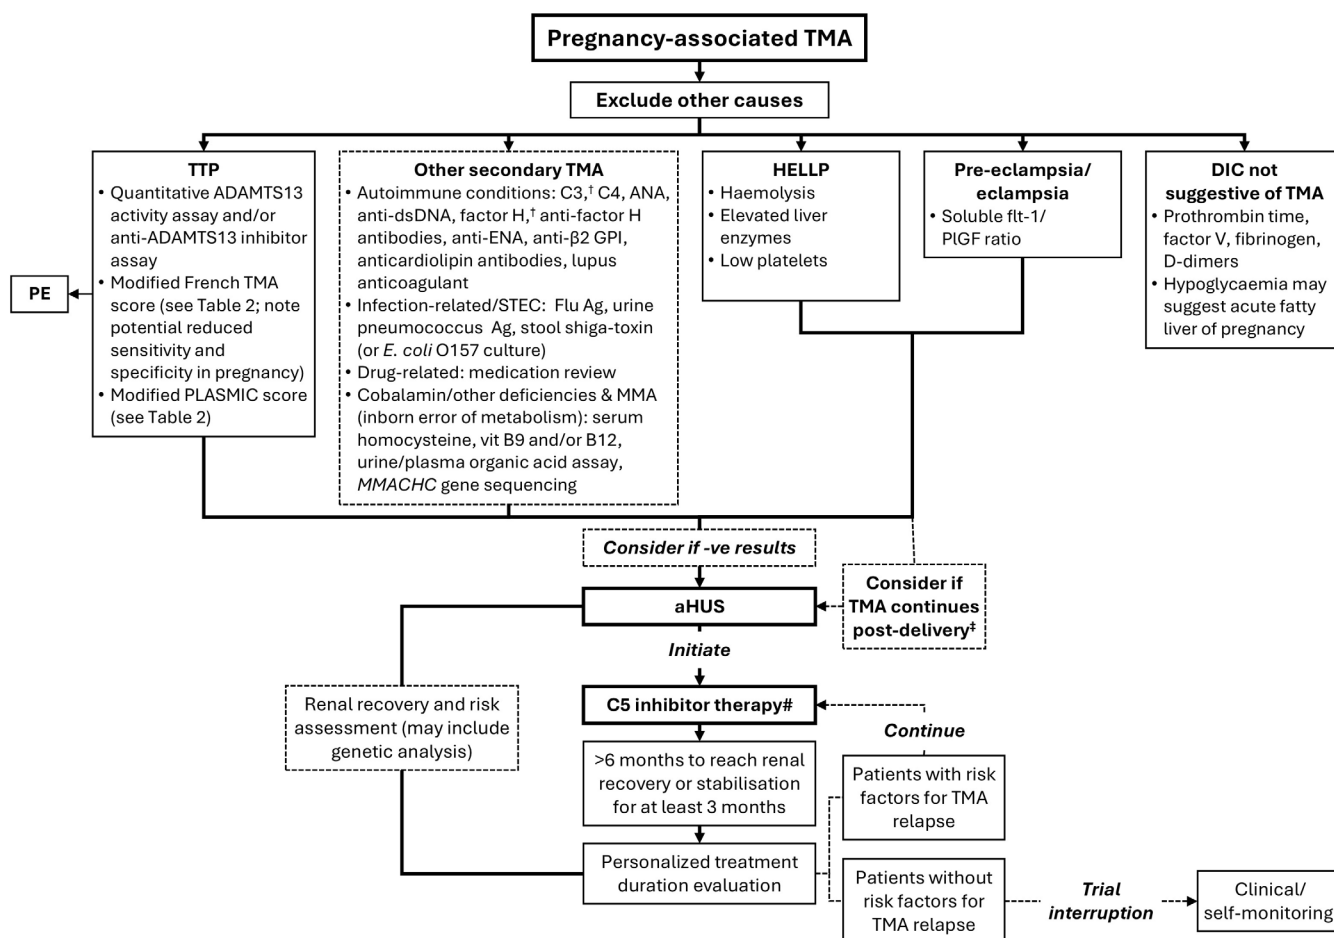 Pregnancy-associated TMA
Exclude other causes
TTP
• Quantitative ADAMTS13
activity assay and/or
anti-ADAMTS13 inhibitor
assay
• Modified French TMA
score (see Table 2; note
potential reduced
sensitivity and
specificity in pregnancy)
• Modified PLASMIC score
(see Table 2)
PE
Other secondary TMA
• Autoimmune conditions: C3,† C4, ANA,
anti-dsDNA, factor H,† anti-factor H
antibodies, anti-ENA, anti-β2 GPI,
anticardiolipin antibodies, lupus
anticoagulant
• Infection-related/STEC: Flu Ag, urine
pneumococcus Ag, stool shiga-toxin
(or E. coli O157 culture)
• Drug-related: medication review
• Cobalamin/other deficiencies & MMA
(inborn error of metabolism): serum
homocysteine, vit B9 and/or B12,
urine/plasma organic acid assay,
MMACHC gene sequencing
HELLP
• Haemolysis
• Elevated liver
enzymes
• Low platelets
Pre-eclampsia/
eclampsia
• Soluble flt-1/
PlGF ratio
DIC not
suggestive of TMA
• Prothrombin time,
factor V, fibrinogen,
D-dimers
• Hypoglycaemia may
suggest acute fatty
liver of pregnancy
Consider if -ve results
aHUS
Consider if
TMA continues
post-delivery‡
Initiate
C5 inhibitor therapy#
Renal recovery and risk
assessment (may include
genetic analysis)
>6 months to reach renal
recovery or stabilisation
for at least 3 months
Personalized treatment
duration evaluation
Continue
Patients with risk
factors for TMA
relapse
Patients without
risk factors for
TMA relapse
Trial
interruption
Clinical/
self-monitoring